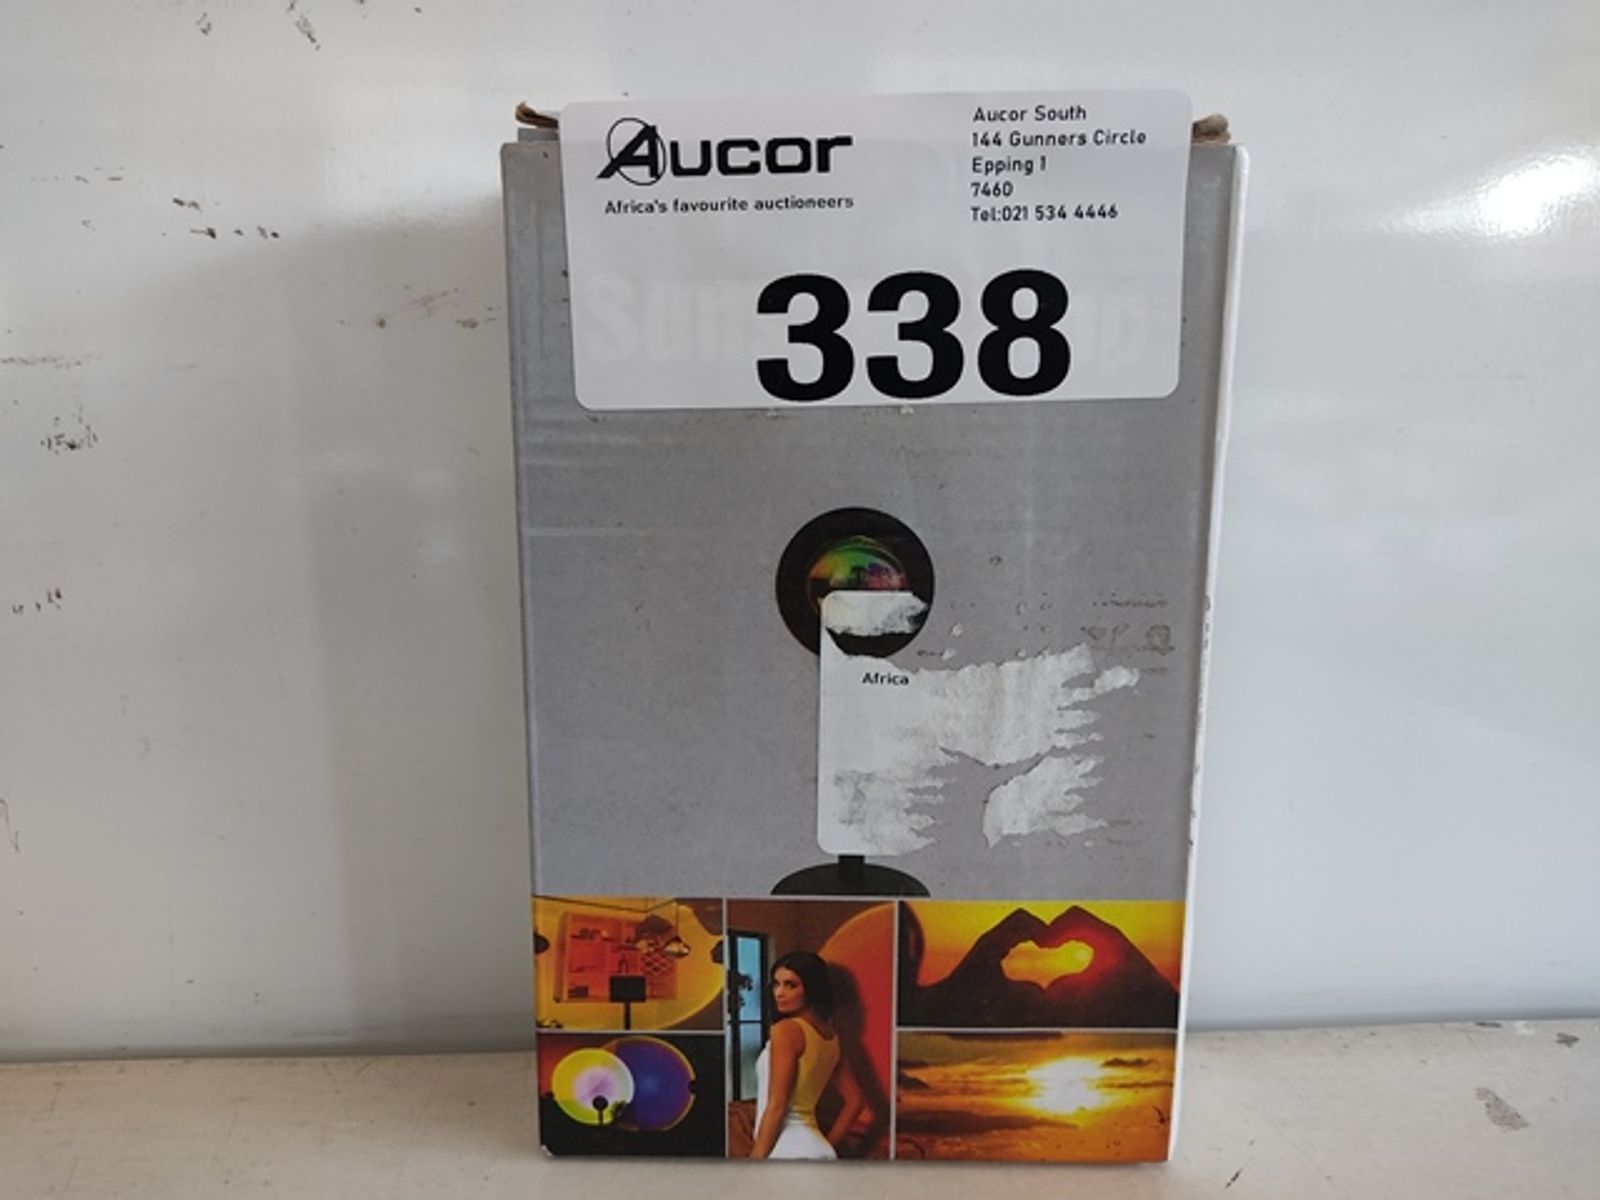 Aucor
Africa's favourite auctioneers
Aucor South
144 Gunners Circle
Epping 1
7460
Tel:021 534 4446
338
Africa